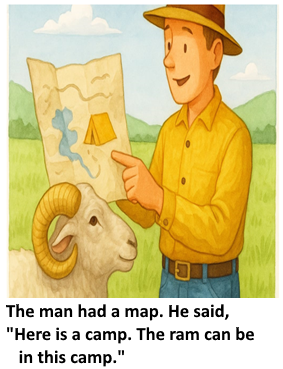 The man had a map. He said,
"Here is a camp. The ram can be
in this camp."